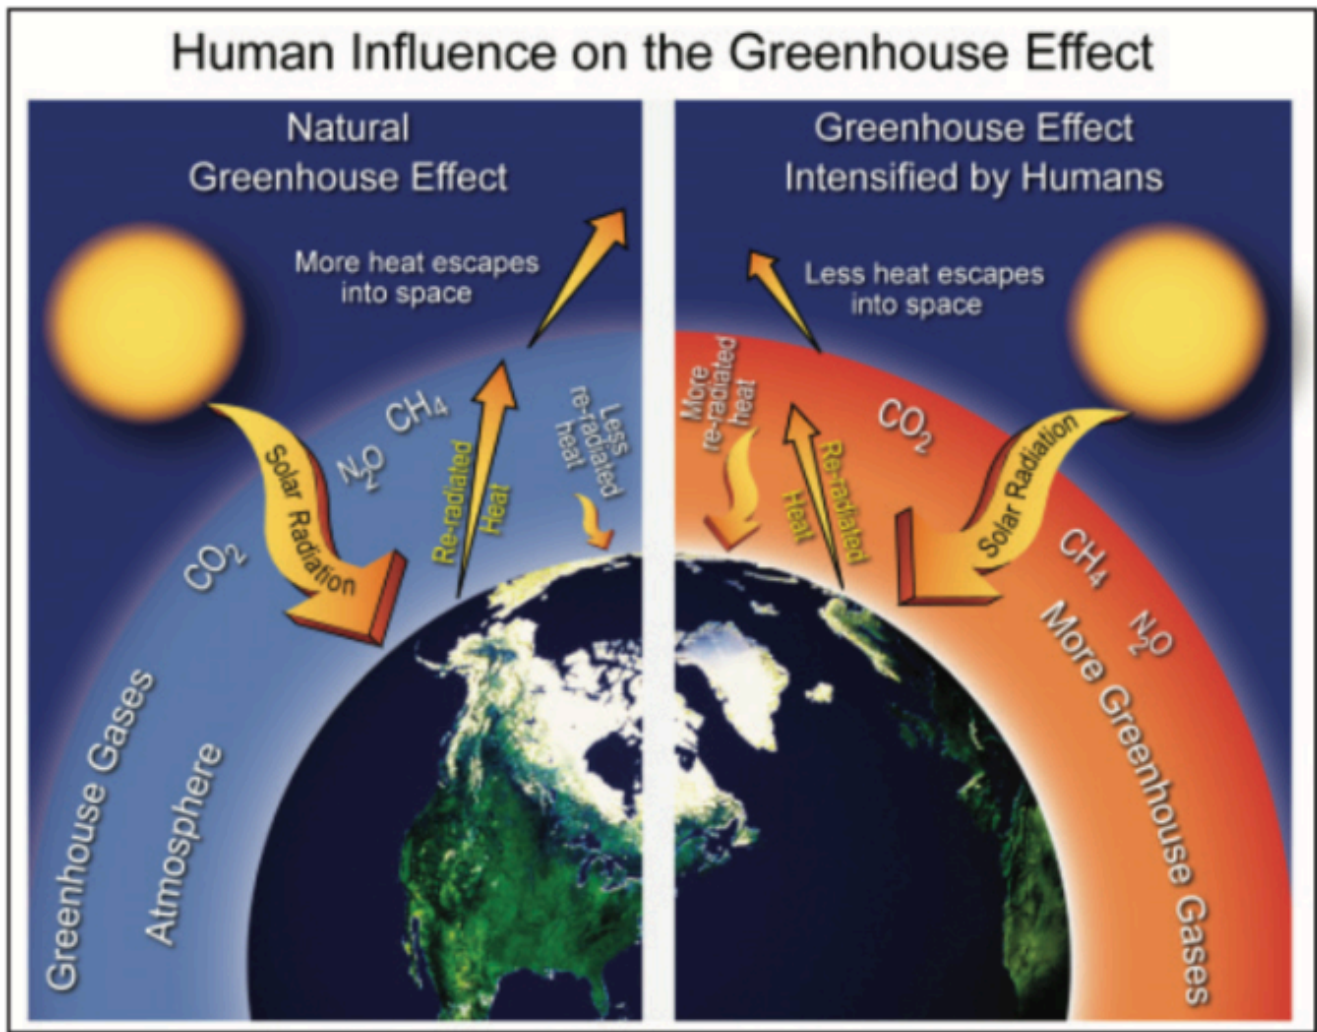 Human Influence on the Greenhouse Effect
Natural
Greenhouse Effect
More heat escapes
into space
Solar Radiation
CO2
N2O
CH4
Re-radiated
Heat
Less
re-radiated
heat
Greenhouse Gases
Atmosphere
Greenhouse Effect
Intensified by Humans
Less heat escapes
into space
More
re-radiated
heat
Re-radiated
Heat
CO2
Solar Radiation
CH4
N2O
More Greenhouse Gases